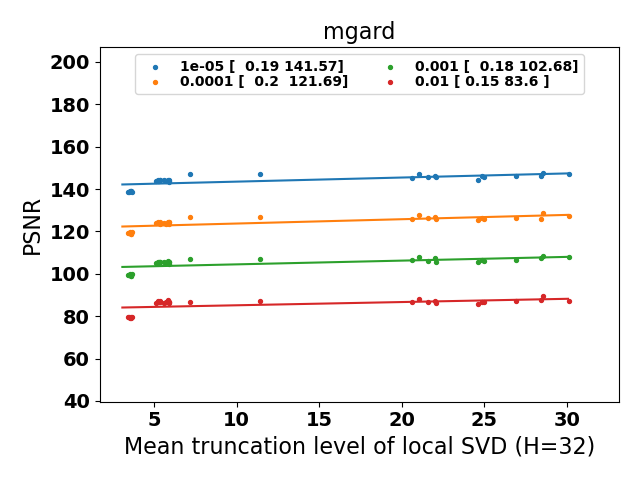 mgard
1e-05 [ 0.19 141.57]
0.0001 [ 0.2 121.69]
0.001 [ 0.18 102.68]
0.01 [ 0.15 83.6 ]
200
180
160
140
120
100
80
60
40
PSNR
5 10 15 20 25 30
Mean truncation level of local SVD (H=32)